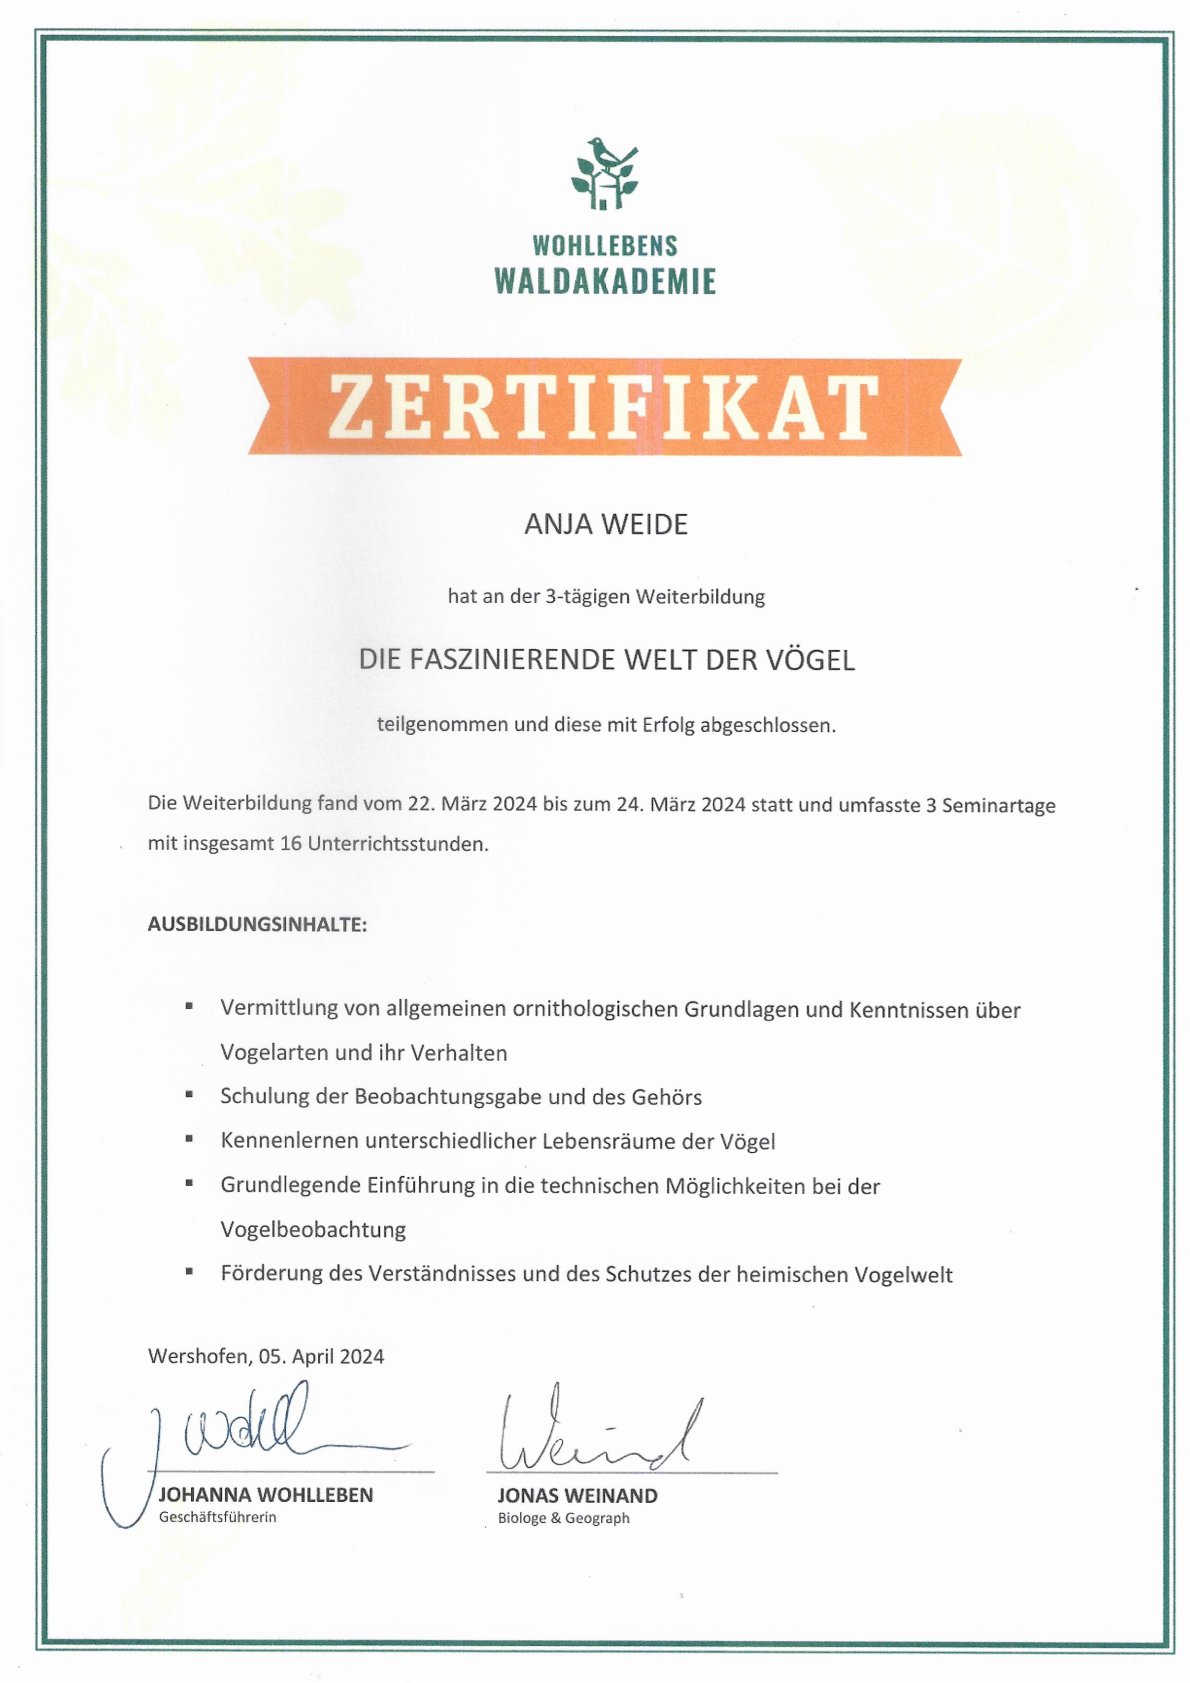 WOHLLEBENS
WALDAKADEMIE
ZERTIFIKAT
ANJA WEIDE
hat an der 3-tägigen Weiterbildung
DIE FASZINIERENDE WELT DER VÖGEL
teilgenommen und diese mit Erfolg abgeschlossen.
Die Weiterbildung fand vom 22. März 2024 bis zum 24. März 2024 statt und umfasste 3 Seminartage
mit insgesamt 16 Unterrichtsstunden.
AUSBILDUNGSINHALTE:
▪ Vermittlung von allgemeinen ornithologischen Grundlagen und Kenntnissen über
Vogelarten und ihr Verhalten
▪ Schulung der Beobachtungsgabe und des Gehörs
▪ Kennenlernen unterschiedlicher Lebensräume der Vögel
▪ Grundlegende Einführung in die technischen Möglichkeiten bei der
Vogelbeobachtung
▪ Förderung des Verständnisses und des Schutzes der heimischen Vogelwelt
Wershofen, 05. April 2024
JOHANNA WOHLLEBEN
Geschäftsführerin
JONAS WEINAND
Biologe & Geograph